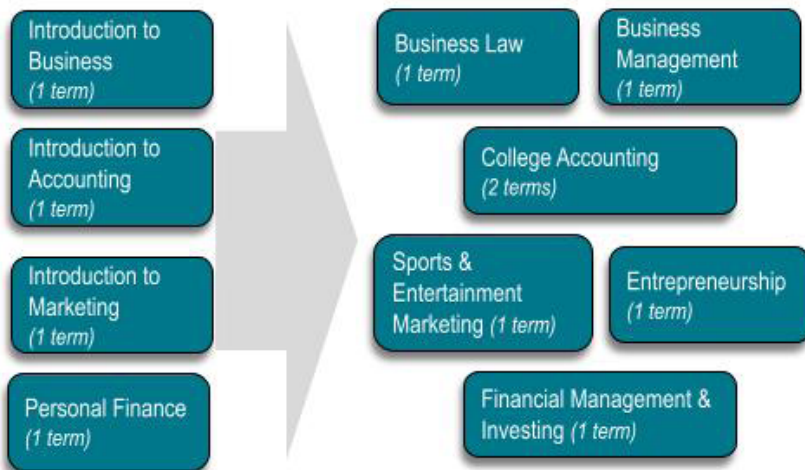 Introduction to
Business
(1 term)
Introduction to
Accounting
(1 term)
Introduction to
Marketing
(1 term)
Personal Finance
(1 term)
Business Law
(1 term)
Business
Management
(1 term)
College Accounting
(2 terms)
Sports &
Entertainment
Marketing (1 term)
Entrepreneurship
(1 term)
Financial Management &
Investing (1 term)